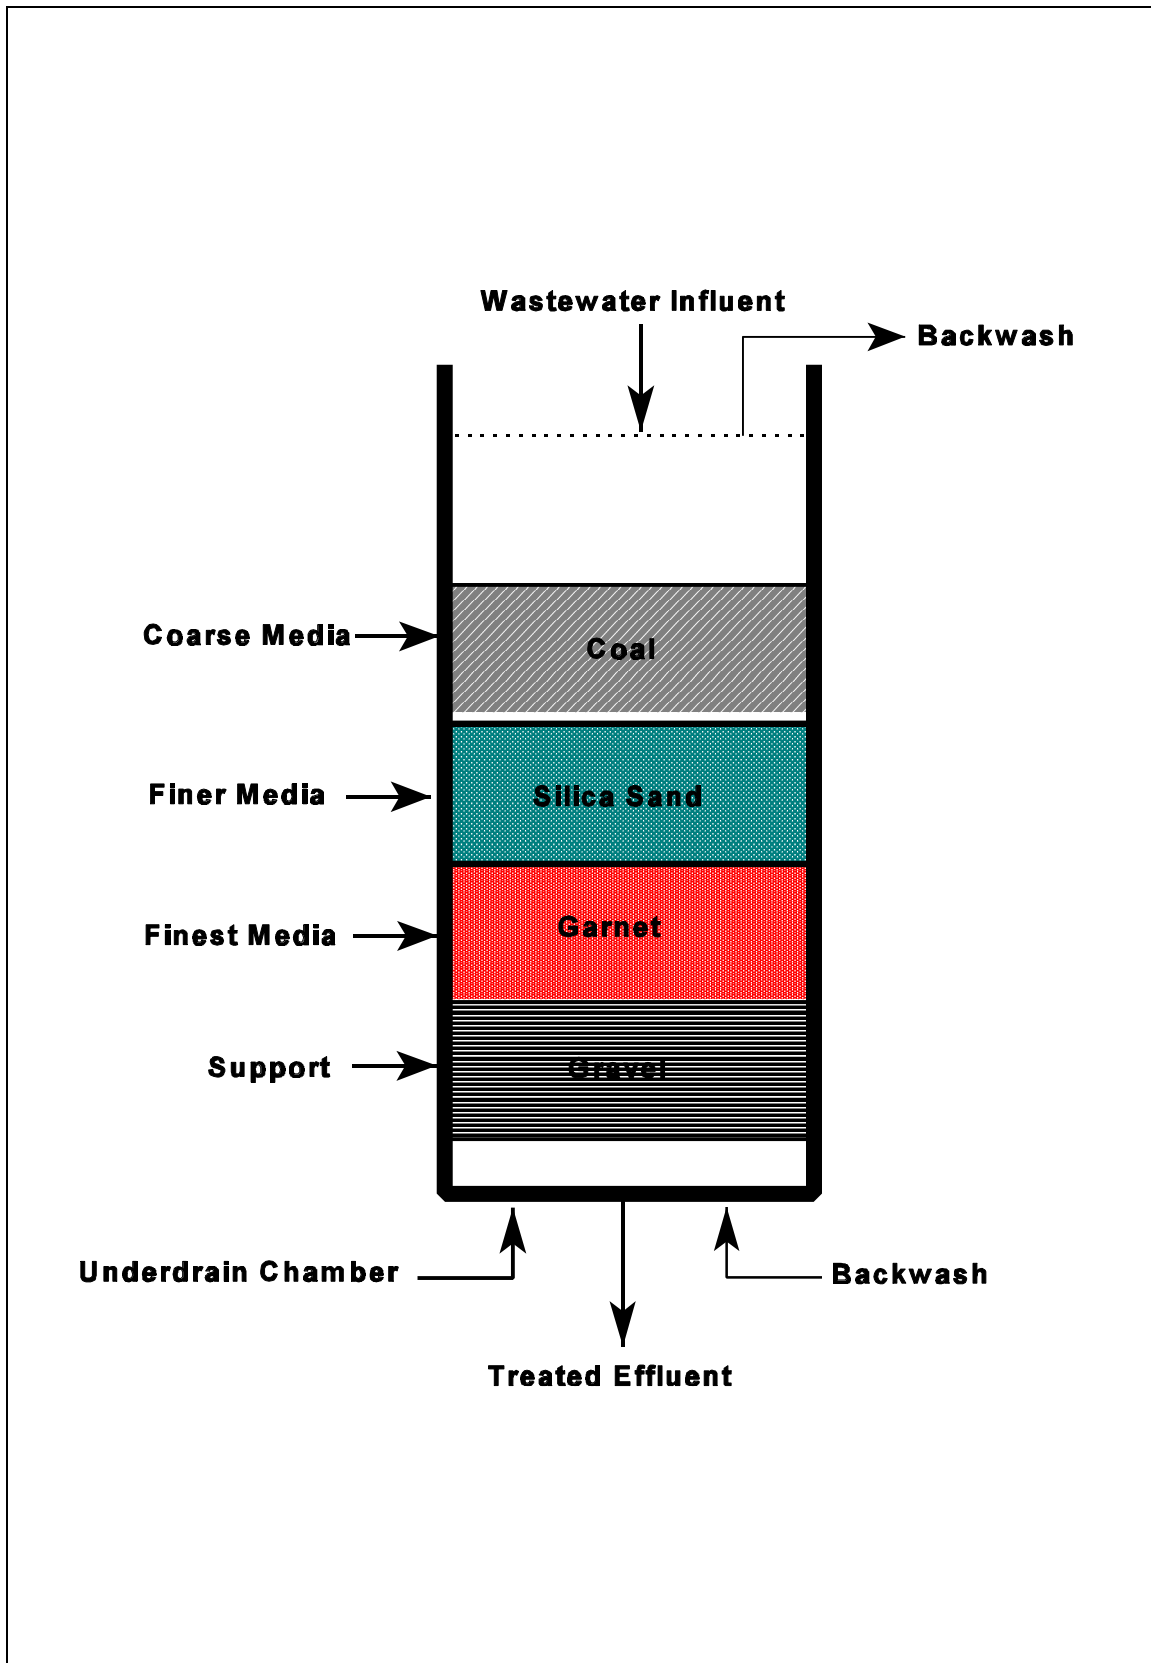 Wastewater Influent
Backwash
Coarse Media
Coal
Finer Media
Silica Sand
Finest Media
Garnet
Support
Gravel
Underdrain Chamber
Backwash
Treated Effluent